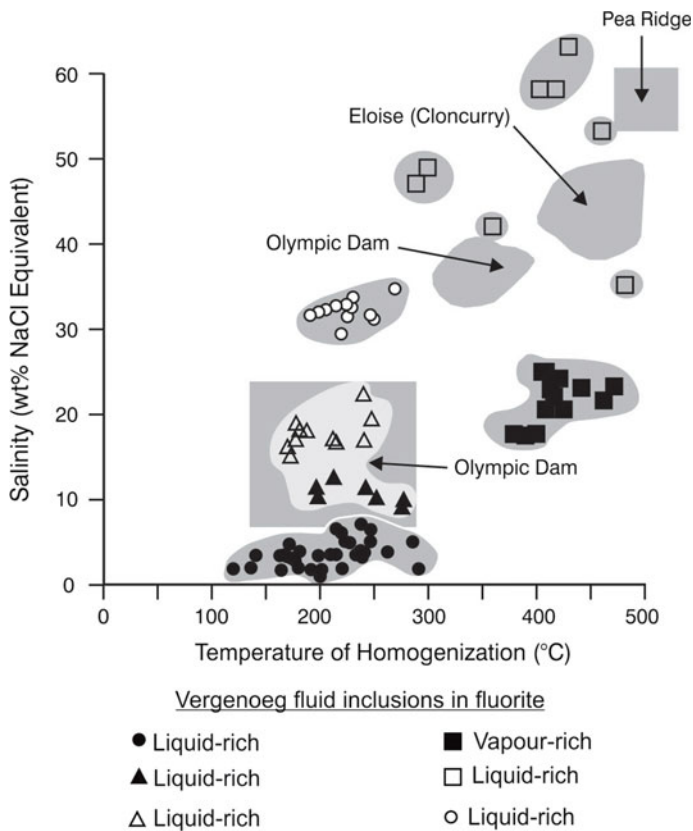 Pea Ridge
Eloise (Cloncurry)
Olympic Dam
Olympic Dam
60
50
40
30
20
10
0
Salinity (wt% NaCl Equivalent)
0 100 200 300 400 500
Temperature of Homogenization (°C)
Vergenoeg fluid inclusions in fluorite
Liquid-rich Vapour-rich
Liquid-rich Liquid-rich
Liquid-rich Liquid-rich